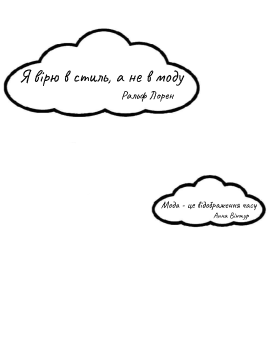 Я вірю в стиль, а не в моду
Ральф Лорен
Мода - це відображення часу
Анна Вінтур